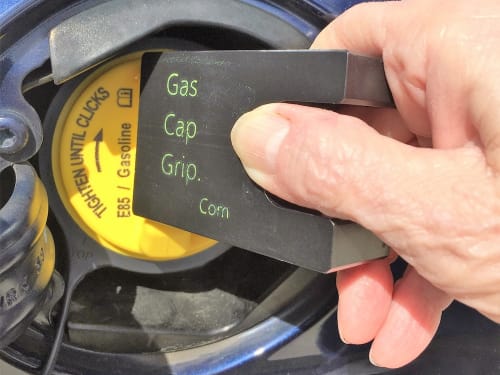 Gas
Cap
Grip.
Com
TIGHTEN UNTIL CLICKS
E85 / Gasoline